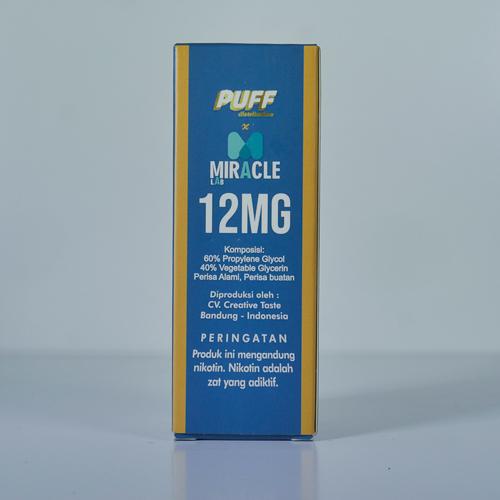 PUFF
distribution
x
MIRACLE
LAB
12MG
Komposisi:
60% Propylene Glycol
40% Vegetable Glycerin
Perisa Alami, Perisa buatan
Diproduksi oleh :
CV. Creative Taste
Bandung - Indonesia
PERINGATAN
Produk ini mengandung
nikotin. Nikotin adalah
zat yang adiktif.